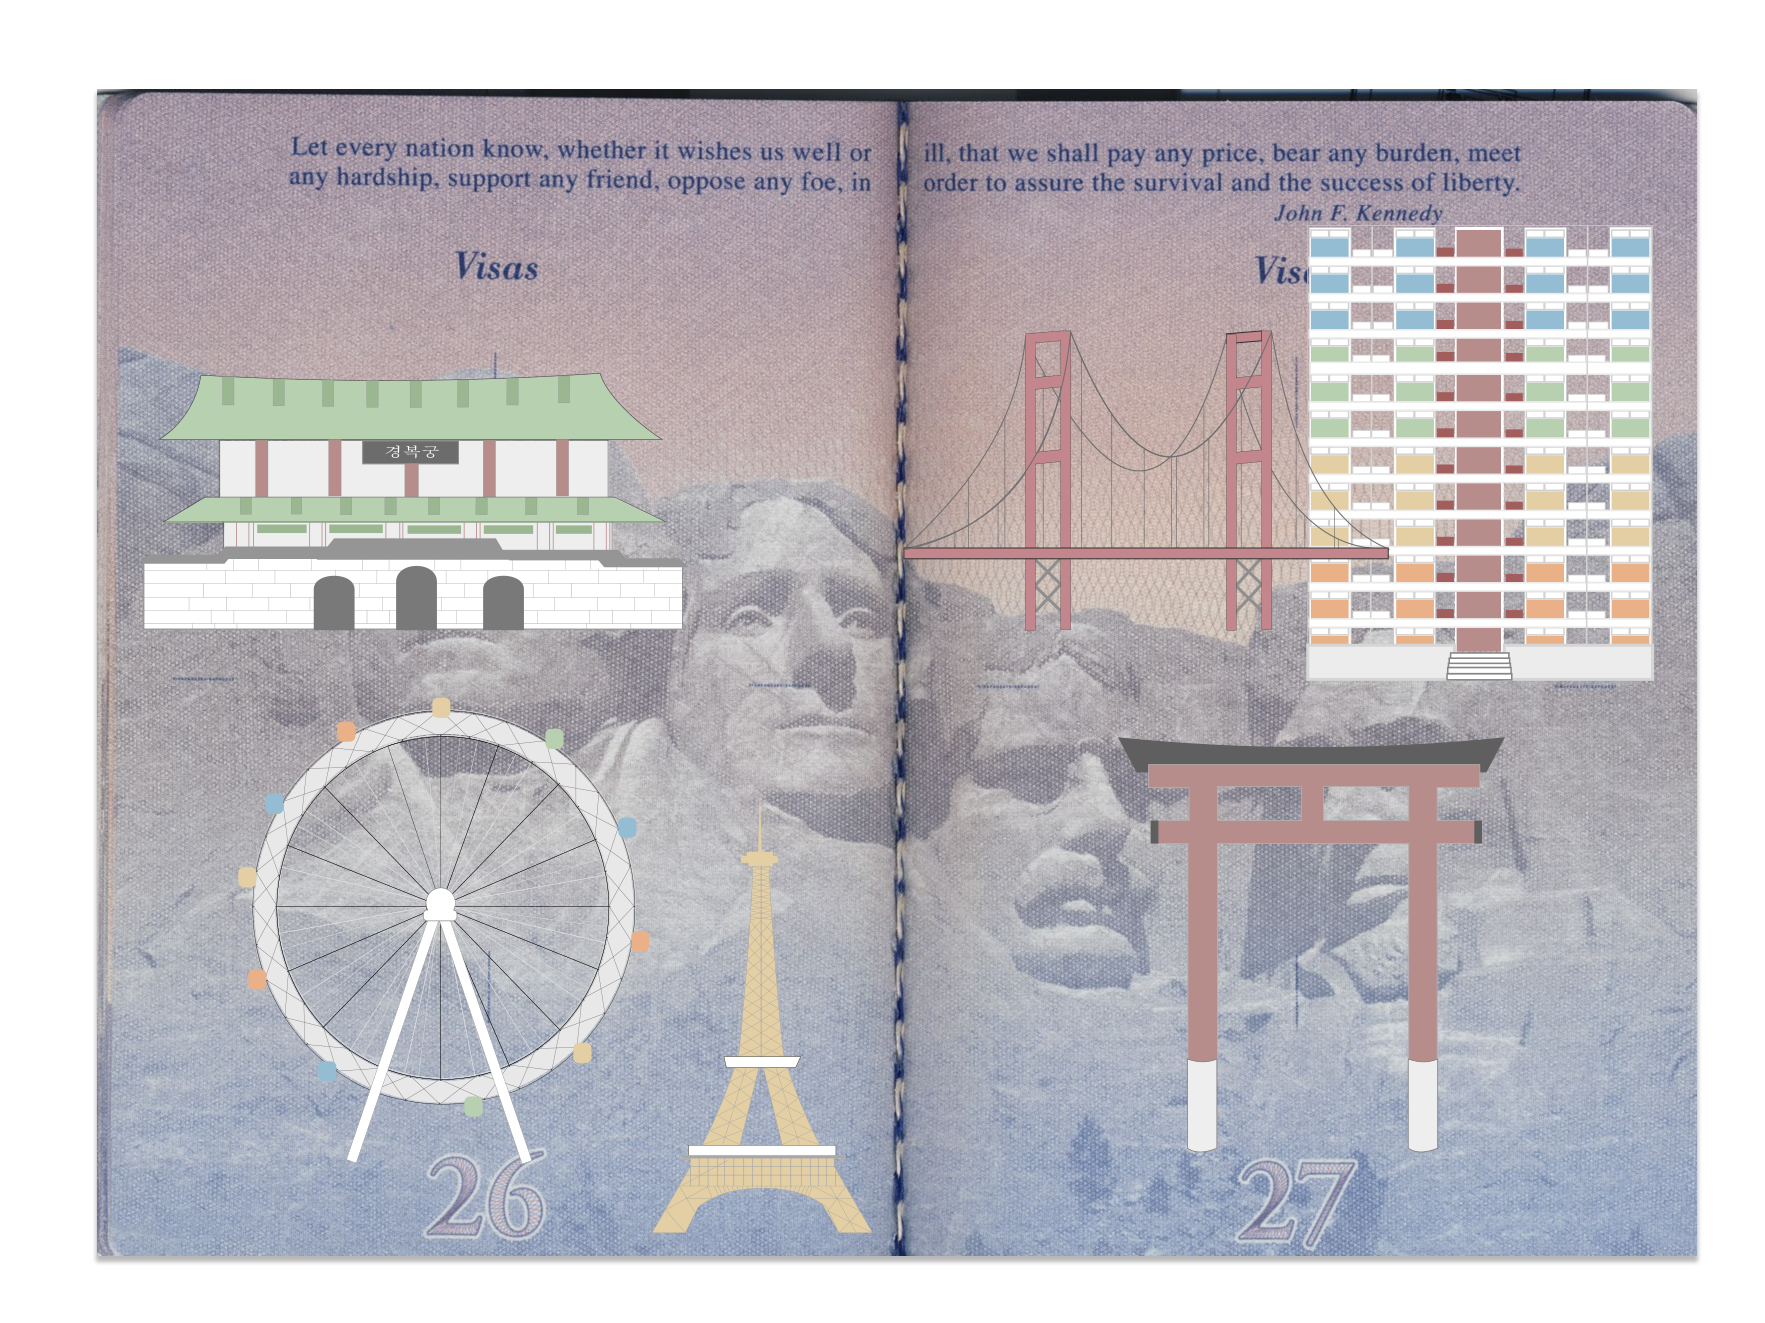 Let every nation know, whether it wishes us well or
any hardship, support any friend, oppose any foe, in
Visas
경복궁
26
ill, that we shall pay any price, bear any burden, meet
order to assure the survival and the success of liberty.
John F. Kennedy
27